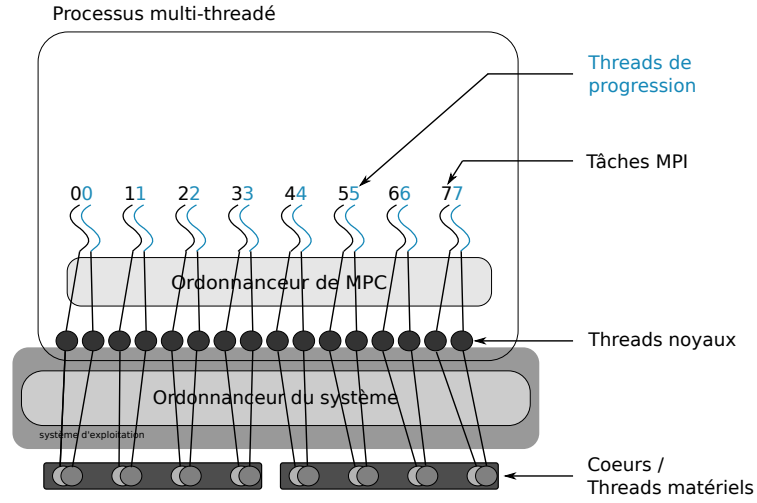 Processus multi-threadé
Threads de
progression
Tâches MPI
00 11 22 33 44 55 66 77
Ordonnanceur de MPC
Threads noyaux
Ordonnanceur du système
système d'exploitation
Coeurs /
Threads matériels